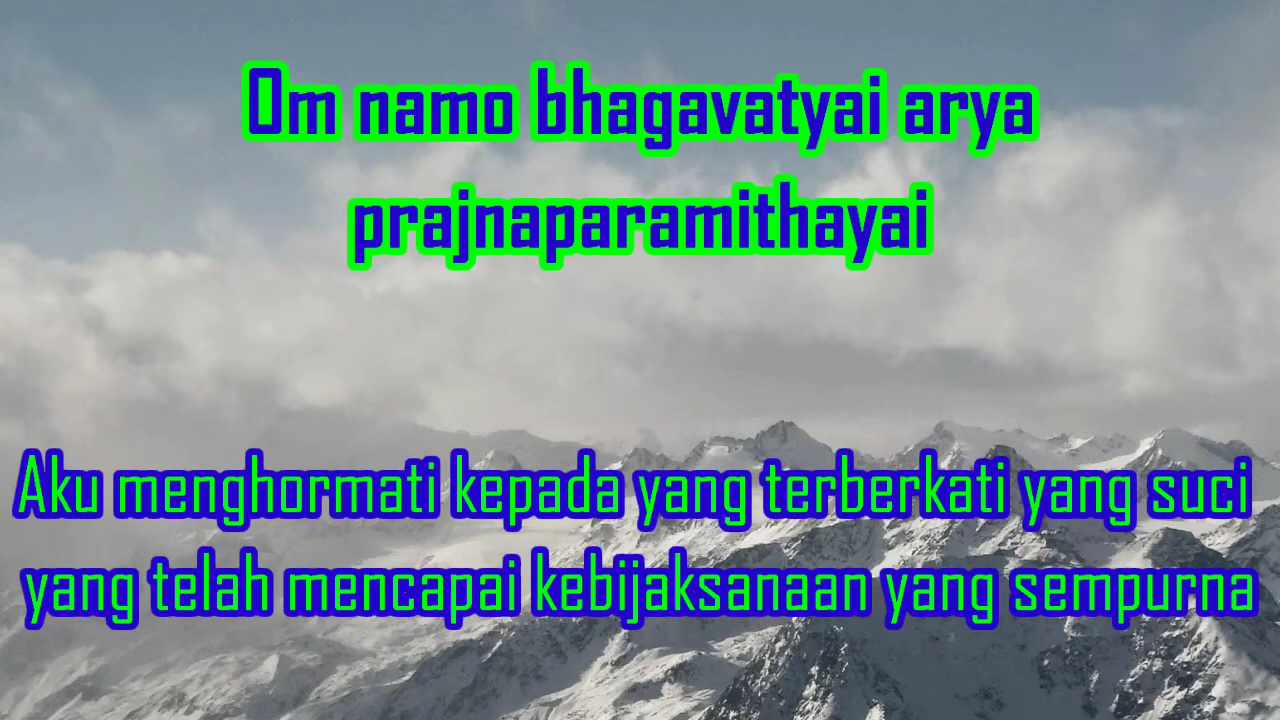 Om namo bhagavatyai arya
prajnaparamithayai
Aku menghormati kepada yang terberkati yang suci
yang telah mencapai kebijaksanaan yang sempurna